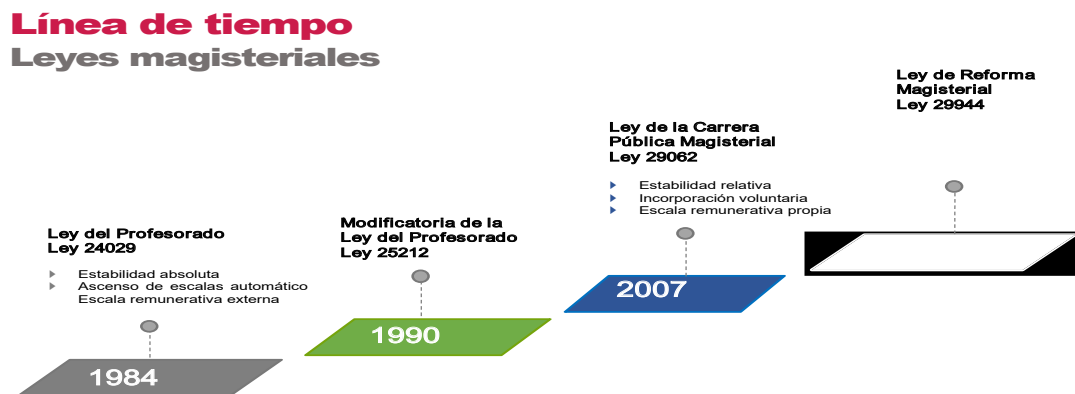 Línea de tiempo
Leyes magisteriales
Ley del Profesorado
Ley 24029
Estabilidad absoluta
Ascenso de escalas automático
Escala remunerativa externa
1984
Modificatoria de la
Ley del Profesorado
Ley 25212
1990
Ley de la Carrera
Pública Magisterial
Ley 29062
Estabilidad relativa
Incorporación voluntaria
Escala remunerativa propia
2007
Ley de Reforma
Magisterial
Ley 29944